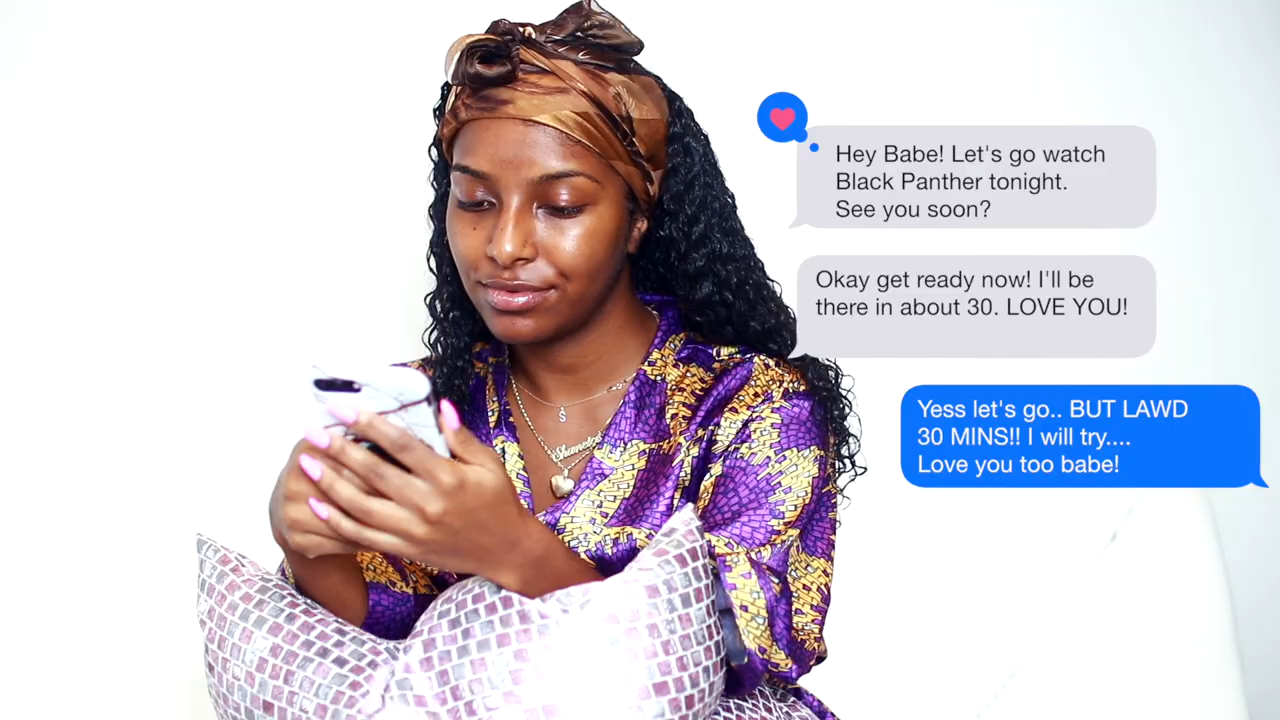 Hey Babe! Let's go watch
Black Panther tonight.
See you soon?
Okay get ready now! I'll be
there in about 30. LOVE YOU!
Yess let's go.. BUT LAWD
30 MINS!! I will try....
Love you too babe!
S